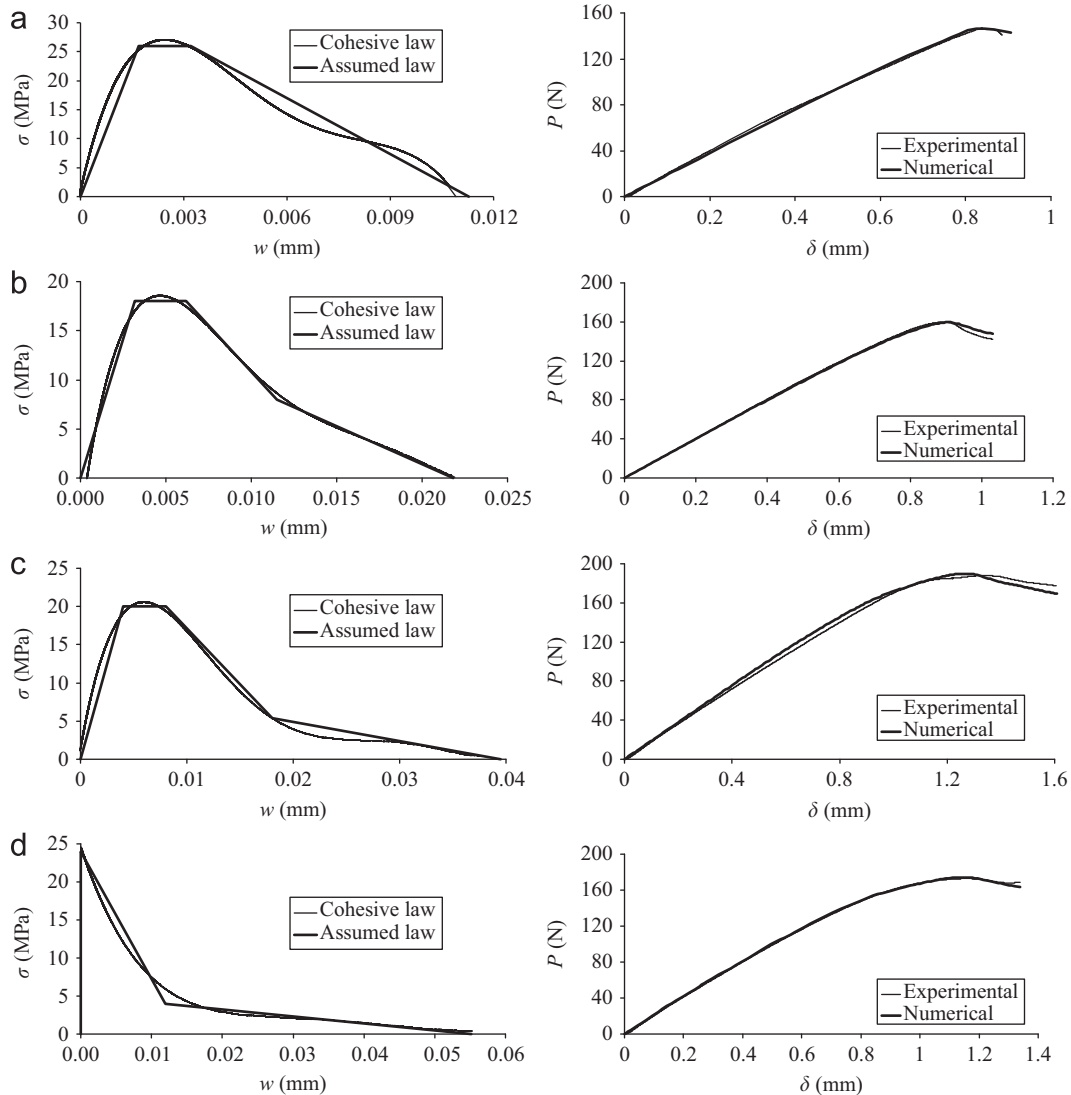 a
30
25
20
15
10
5
0
σ (MPa)
0
0.003
0.006
0.009
0.012
w (mm)
Cohesive law
Assumed law
160
120
80
40
0
P (N)
0
0.2
0.4
0.6
0.8
1
δ (mm)
Experimental
Numerical
b
20
15
10
5
0
σ (MPa)
0.000
0.005
0.010
0.015
0.020
0.025
w (mm)
Cohesive law
Assumed law
200
160
120
80
40
0
P (N)
0
0.2
0.4
0.6
0.8
1
1.2
δ (mm)
Experimental
Numerical
c
25
20
15
10
5
0
σ (MPa)
0
0.01
0.02
0.03
0.04
w (mm)
Cohesive law
Assumed law
200
160
120
80
40
0
P (N)
0
0.4
0.8
1.2
1.6
δ (mm)
Experimental
Numerical
d
25
20
15
10
5
0
σ (MPa)
0.00
0.01
0.02
0.03
0.04
0.05
0.06
w (mm)
Cohesive law
Assumed law
200
160
120
80
40
0
P (N)
0
0.2
0.4
0.6
0.8
1
1.2
1.4
δ (mm)
Experimental
Numerical